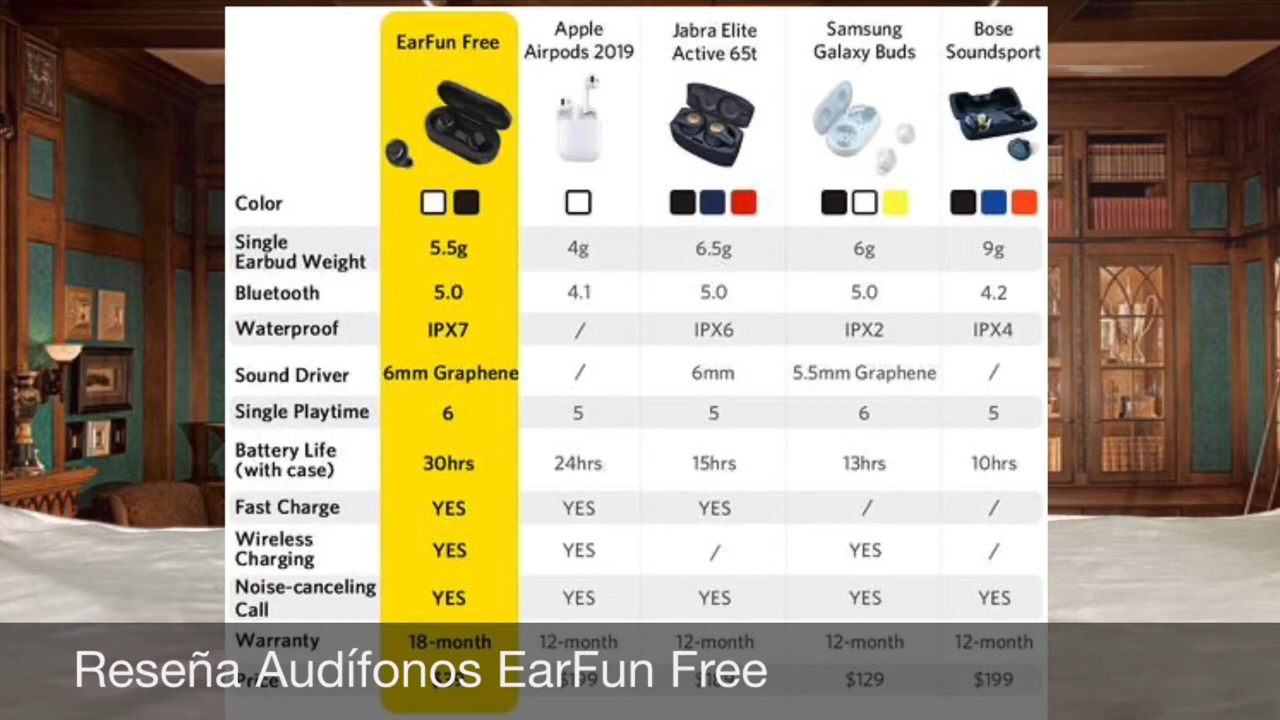 EarFun Free
Apple
Airpods 2019
Jabra Elite
Active 65t
Samsung
Galaxy Buds
Bose
Soundsport
Color
Single
Earbud Weight
5.5g 4g 6.5g 6g 9g
Bluetooth 5.0 4.1 5.0 5.0 4.2
Waterproof IPX7 / IPX6 IPX2 IPX4
Sound Driver 6mm Graphene / 6mm 5.5mm Graphene /
Single Playtime 6 5 5 6 5
Battery Life
(with case)
30hrs 24hrs 15hrs 13hrs 10hrs
Fast Charge YES YES YES / /
Wireless
Charging
YES YES / YES /
Noise-canceling
Call
YES YES YES YES YES
Warranty 18-month 12-month 12-month 12-month 12-month
Price $199 $129 $199
Reseña Audífonos EarFun Free